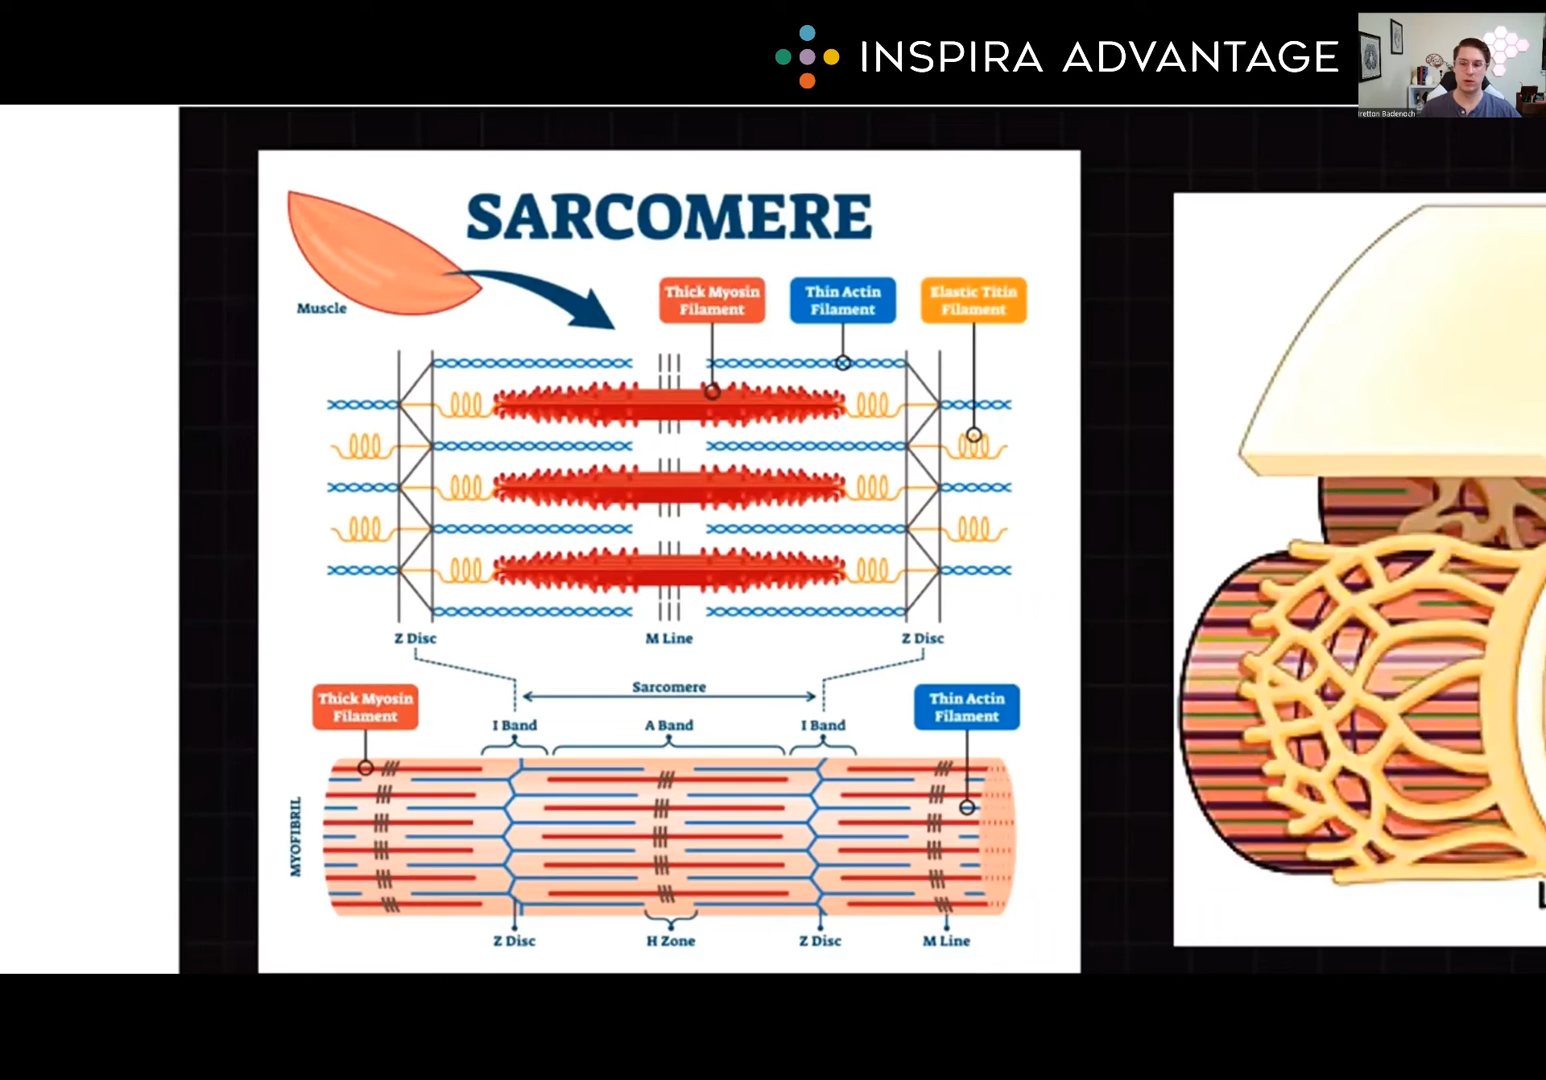 INSPIRA ADVANTAGE
SARCOMERE
Muscle
Thick Myosin
Filament
Thin Actin
Filament
Elastic Titin
Filament
Z Disc
M Line
Z Disc
Sarcomere
Thick Myosin
Filament
Thin Actin
Filament
I Band
A Band
I Band
MYOFIBRIL
Z Disc
H Zone
Z Disc
M Line